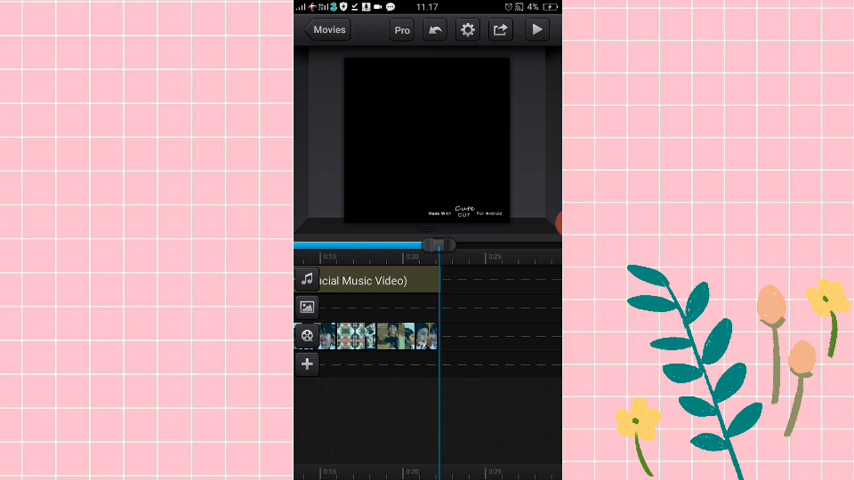 11.17
4%
Movies
Pro
Made With Cute CUT For Android
0:15 0:20 0:25
icial Music Video)
0:15 0:20 0:25